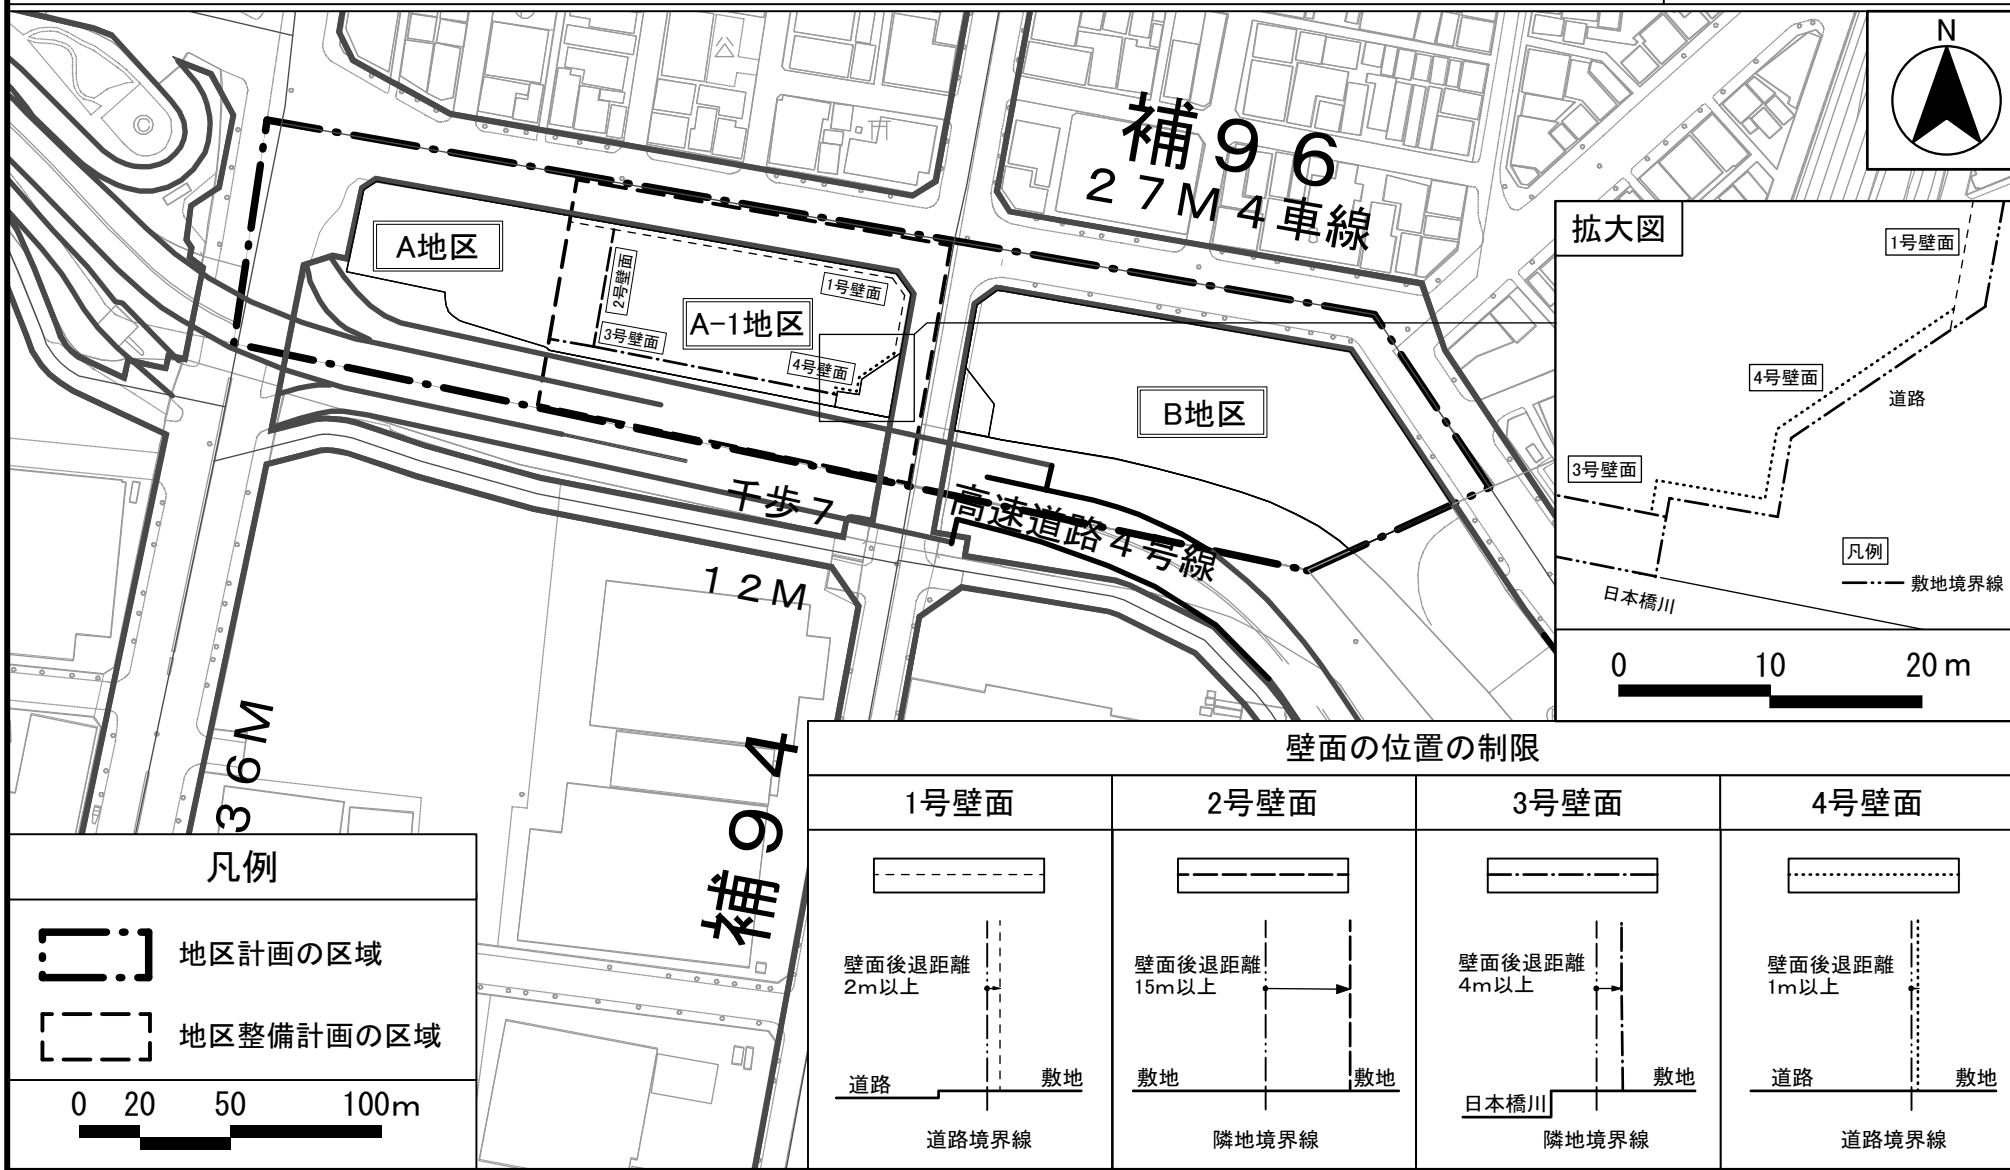 N
補９６
２７Ｍ４車線
A地区
2号壁面
1号壁面
A-1地区
3号壁面
4号壁面
B地区
千歩７
高速道路４号線
１２Ｍ
３６Ｍ
補９４
拡大図
1号壁面
4号壁面
道路
3号壁面
凡例
敷地境界線
日本橋川
0 10 20 m
凡例
地区計画の区域
地区整備計画の区域
0 20 50 100m
壁面の位置の制限
1号壁面 2号壁面 3号壁面 4号壁面
壁面後退距離
2m以上
道路 敷地
道路境界線
壁面後退距離
15m以上
敷地 敷地
隣地境界線
壁面後退距離
4m以上
日本橋川 敷地
隣地境界線
壁面後退距離
1m以上
道路 敷地
道路境界線